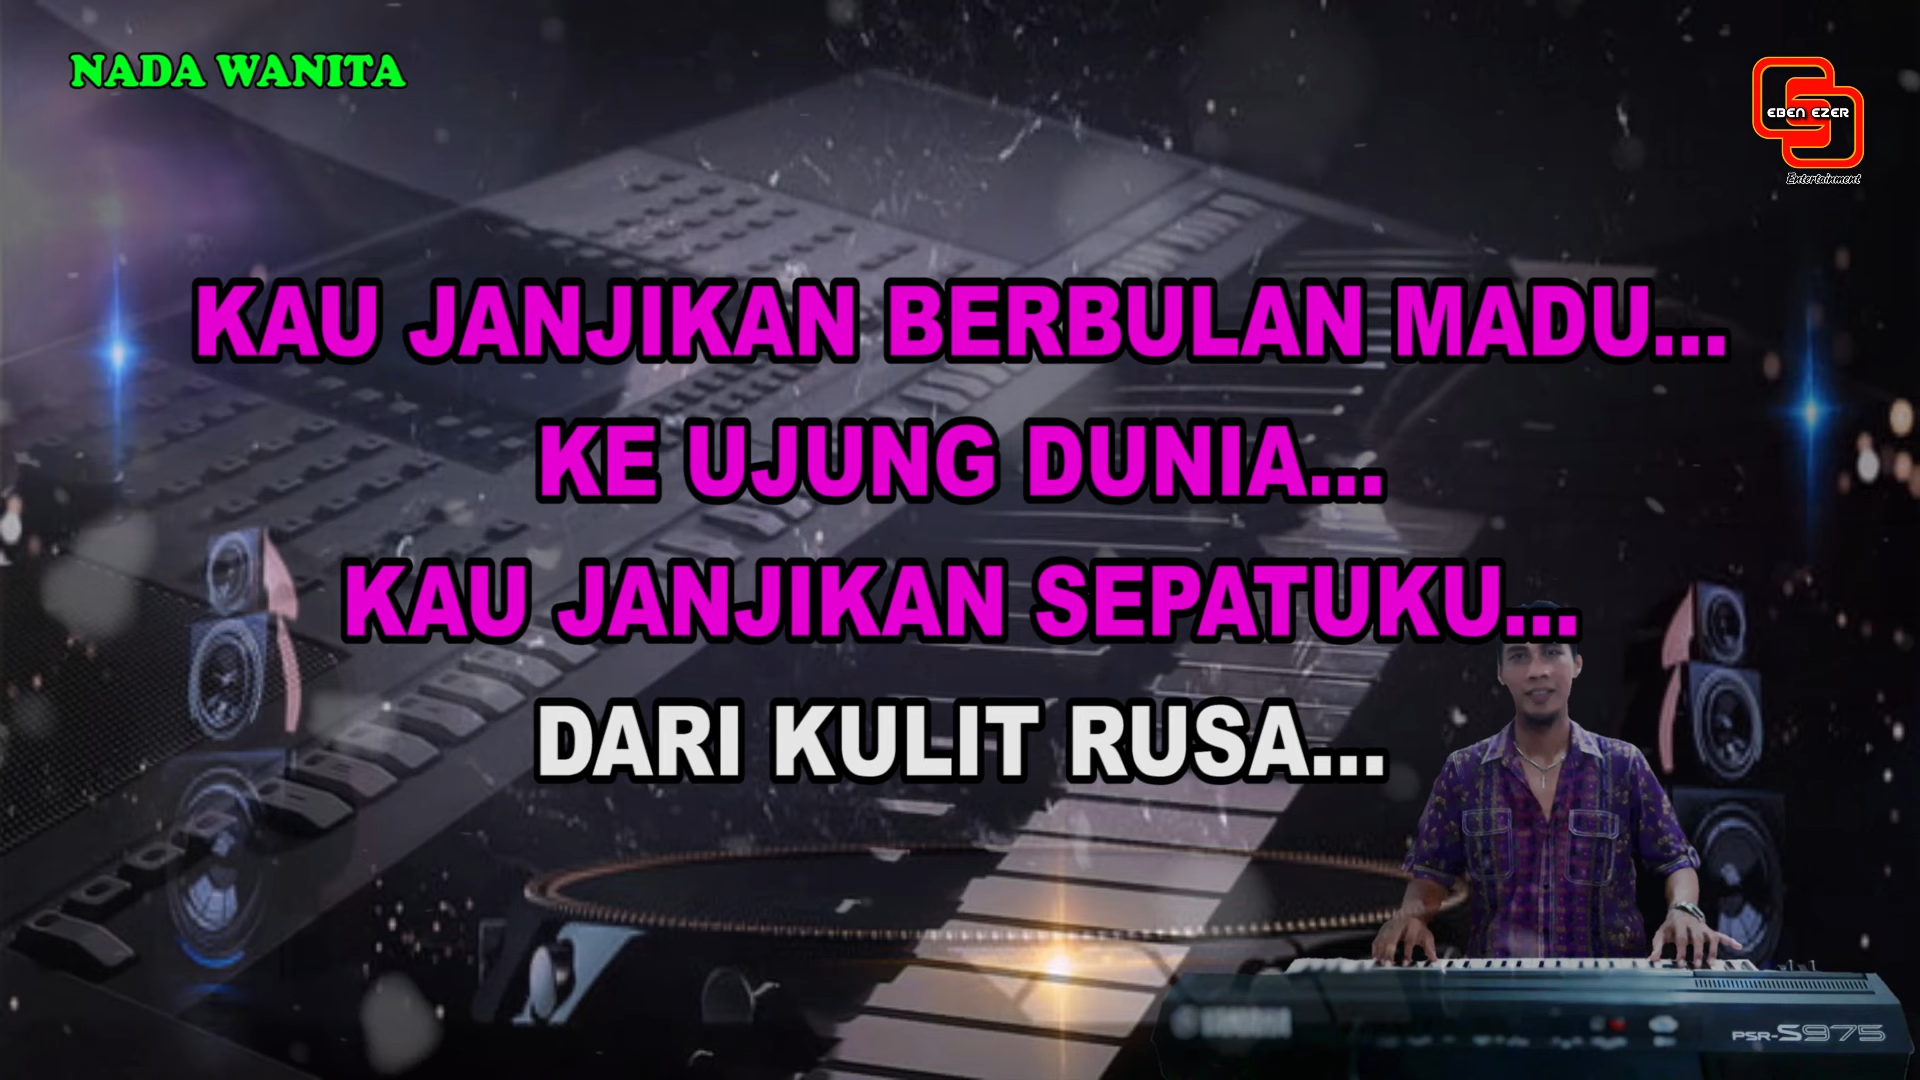 NADA WANITA
EBEN EZER
Entertainment
KAU JANJIKAN BERBULAN MADU...
KE UJUNG DUNIA...
KAU JANJIKAN SEPATUKU...
DARI KULIT RUSA...
PSR-S975